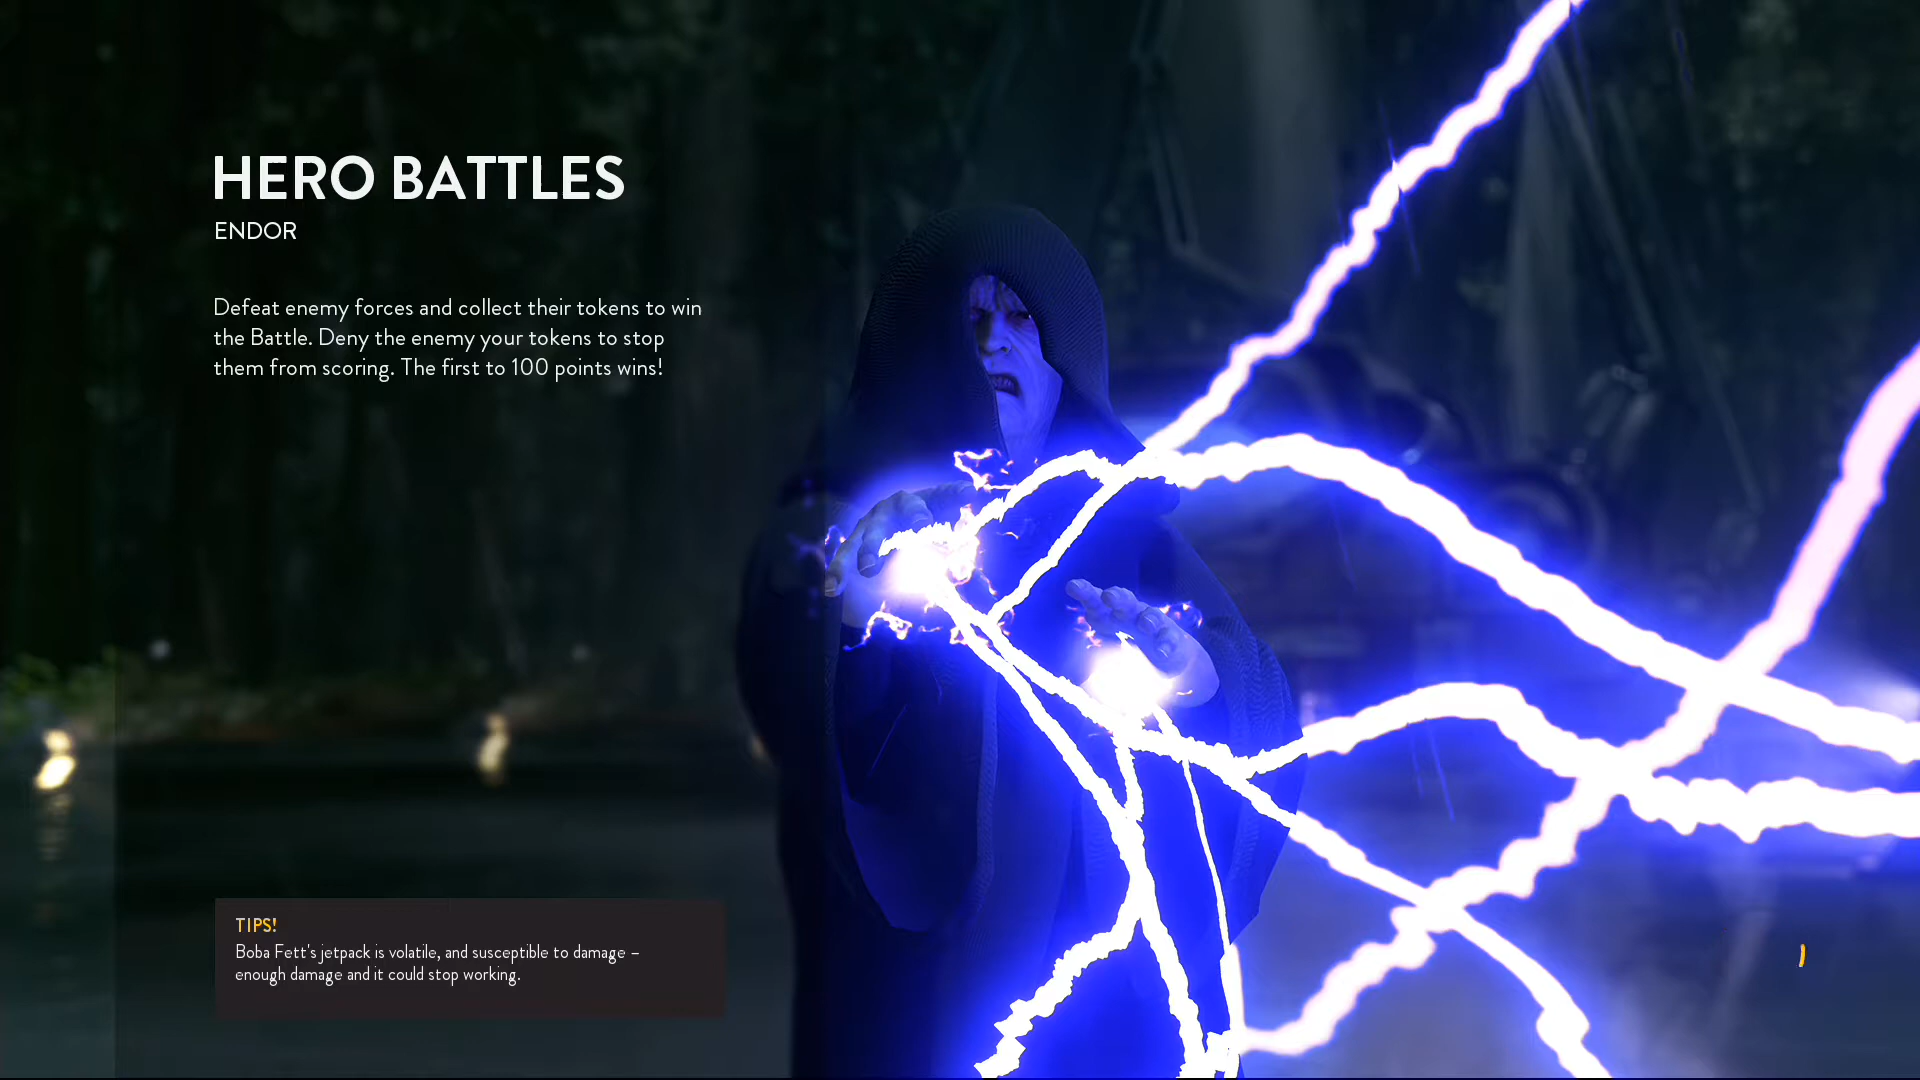 HERO BATTLES
ENDOR
Defeat enemy forces and collect their tokens to win
the Battle. Deny the enemy your tokens to stop
them from scoring. The first to 100 points wins!
TIPS!
Boba Fett's jetpack is volatile, and susceptible to damage –
enough damage and it could stop working.